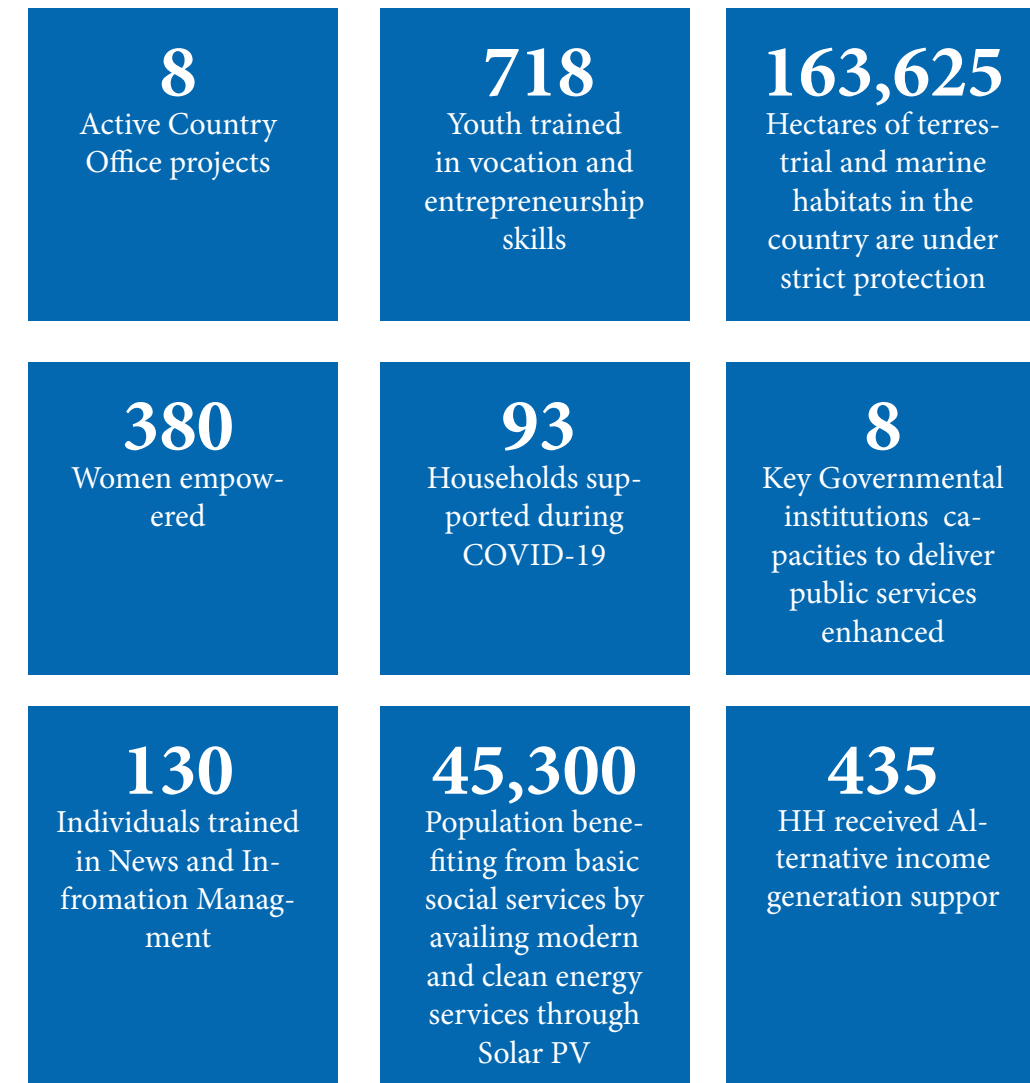 8
Active Country
Office projects
718
Youth trained
in vocation and
entrepreneurship
skills
163,625
Hectares of terres-
trial and marine
habitats in the
country are under
strict protection
380
Women empow-
ered
93
Households sup-
ported during
COVID-19
8
Key Governmental
institutions  ca-
pacities to deliver
public services
enhanced
130
Individuals trained
in News and In-
fromation Manag-
ment
45,300
Population bene-
fiting from basic
social services by
availing modern
and clean energy
services through
Solar PV
435
HH received Al-
ternative income
generation suppor